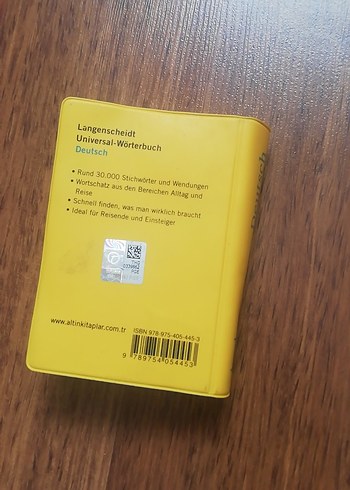 Langenscheidt
Universal-Wörterbuch
Deutsch
• Rund 30.000 Stichwörter und Wendungen
• Wortschatz aus den Bereichen Alltag und
Reise
• Schnell finden, was man wirklich braucht
• Ideal für Reisende und Einsteiger
www.altinkitaplar.com.tr
ISBN 978-975-405-445-3
9 789754 054453